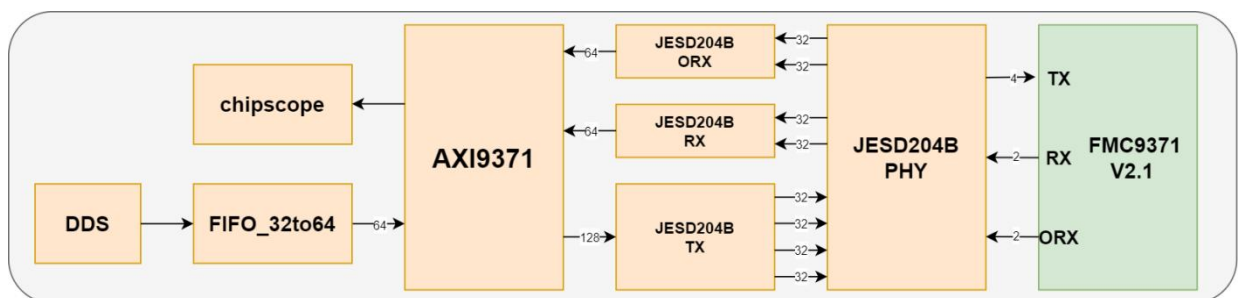 DDS
chipscope
FIFO_32to64
64
AXI9371
64
64
128
JESD204B
ORX
JESD204B
RX
JESD204B
TX
32
32
32
32
32
32
32
32
JESD204B
PHY
4
2
2
TX
RX
ORX
FMC9371
V2.1